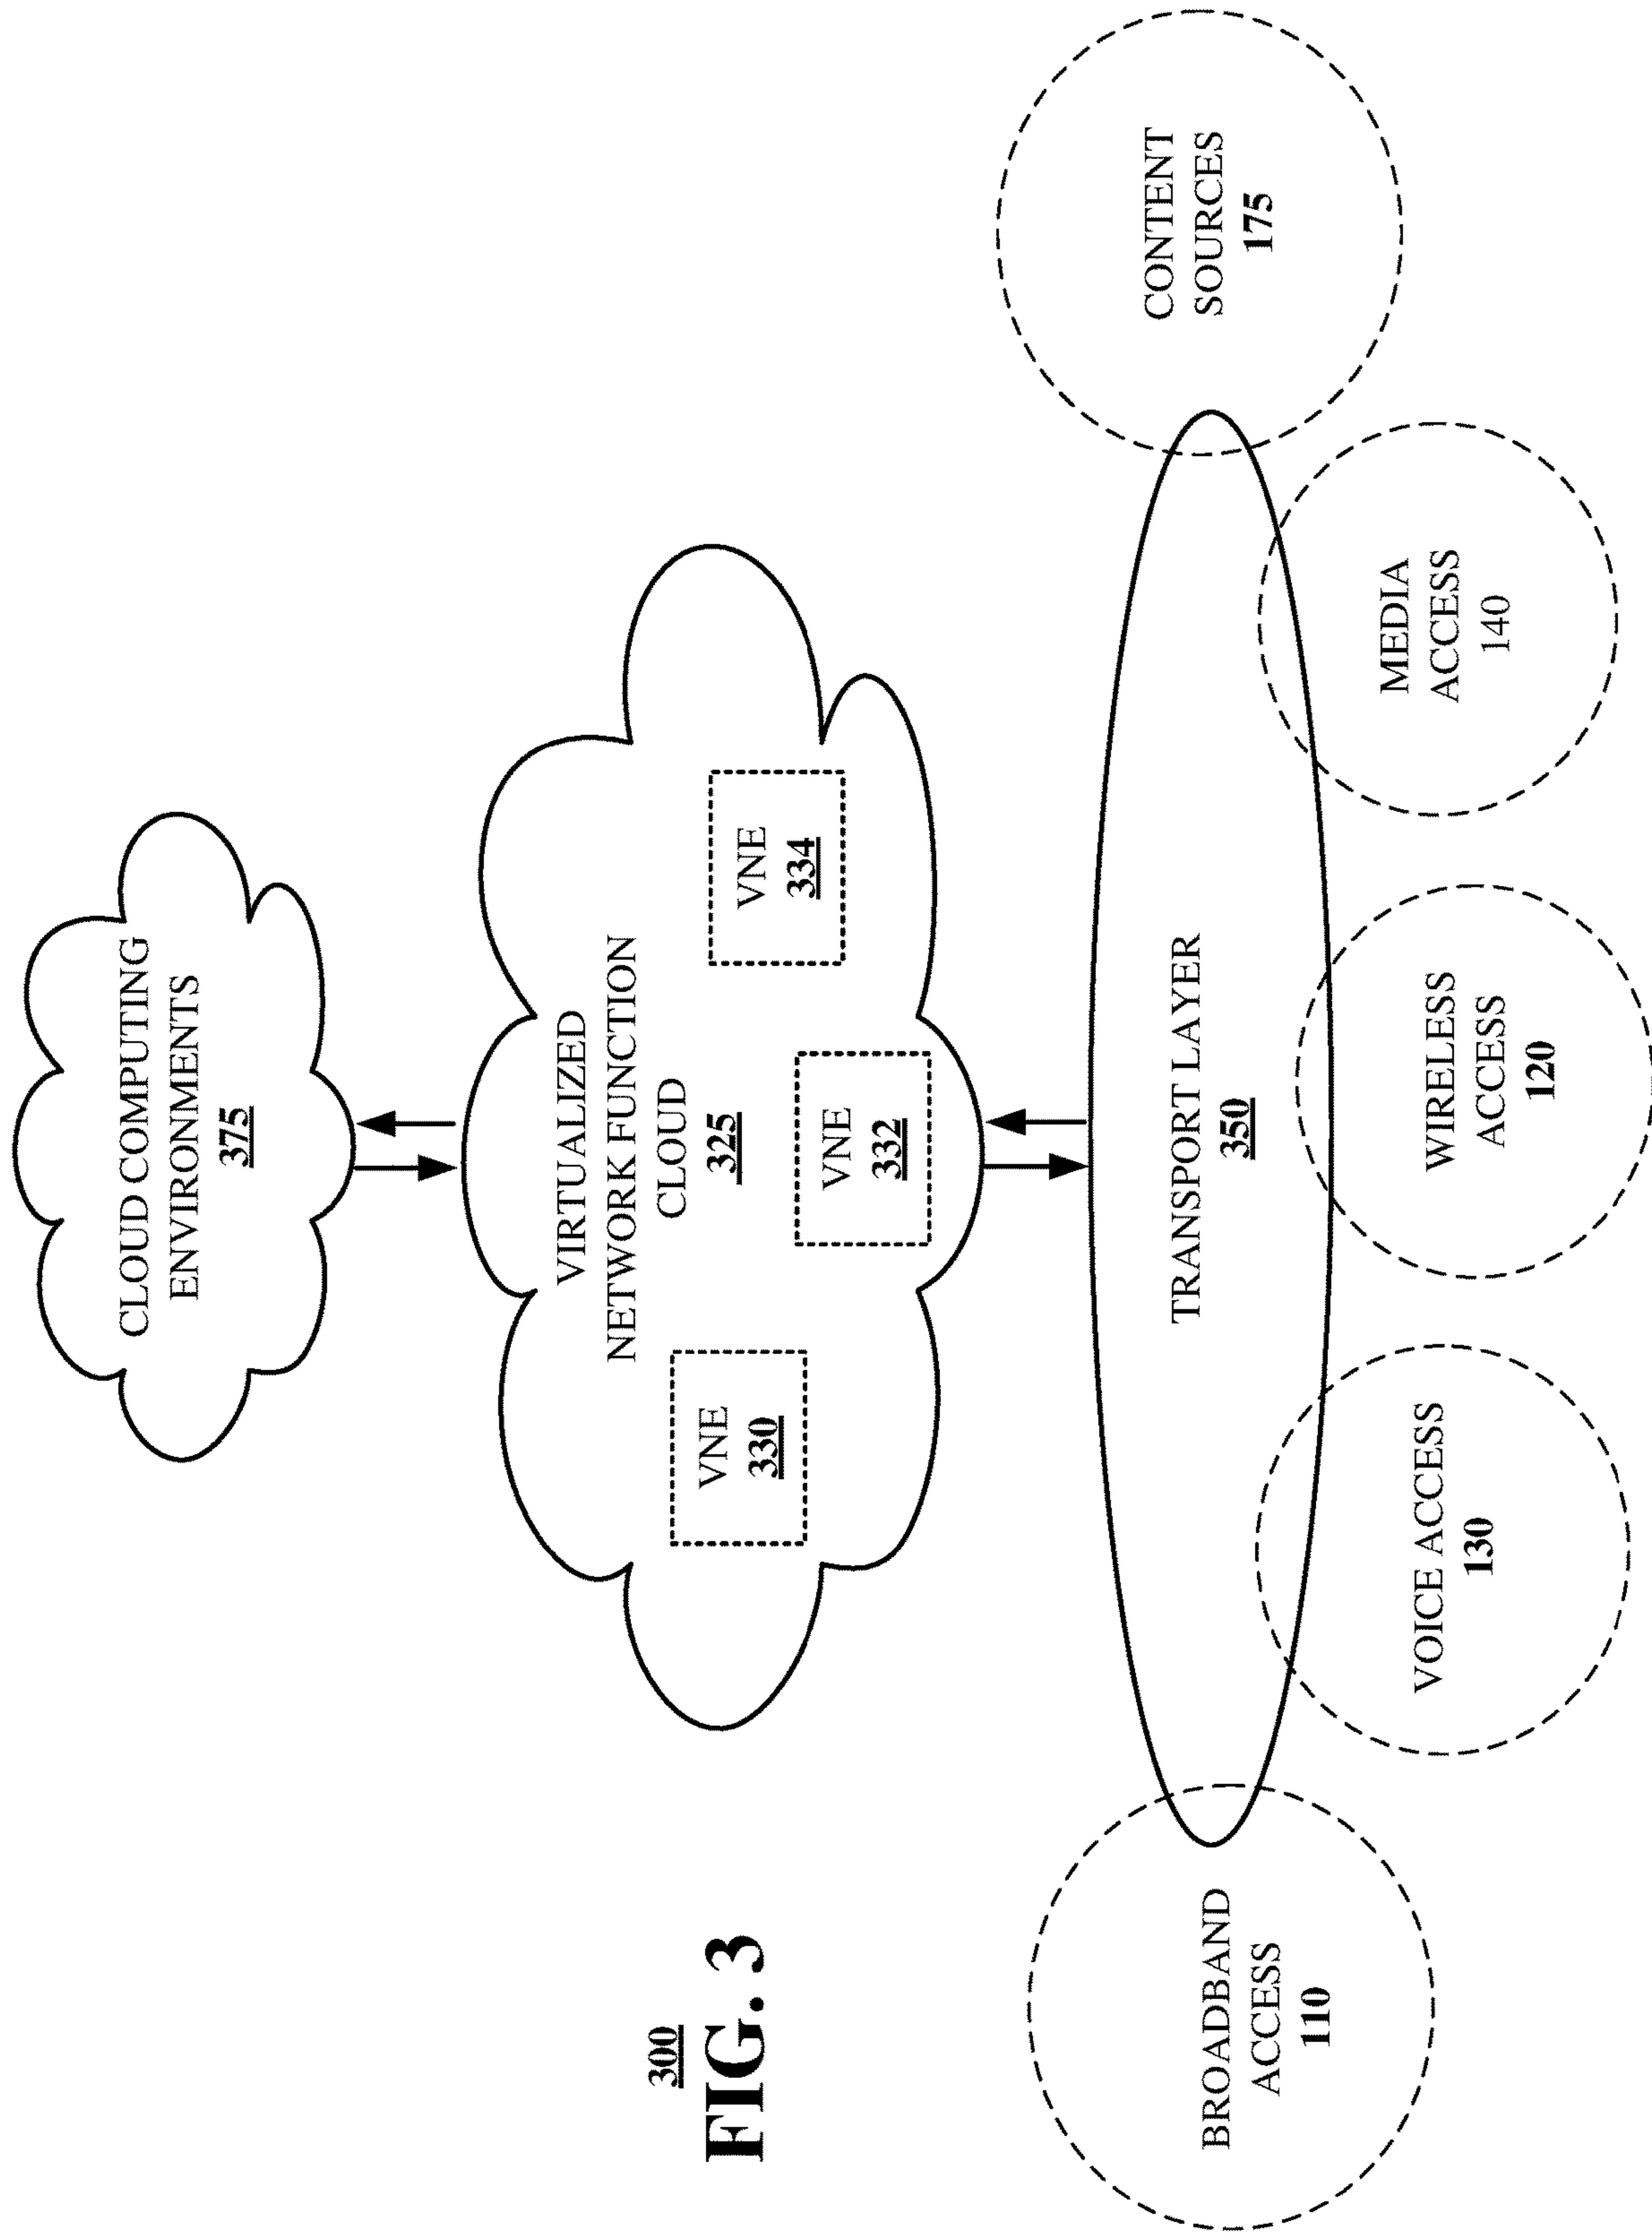 CLOUD COMPUTING
ENVIRONMENTS
375
VIRTUALIZED
NETWORK FUNCTION
CLOUD
325
VNE
330
VNE
332
VNE
334
300
FIG. 3
TRANSPORT LAYER
350
BROADBAND
ACCESS
110
VOICE ACCESS
130
WIRELESS
ACCESS
120
MEDIA
ACCESS
140
CONTENT
SOURCES
175